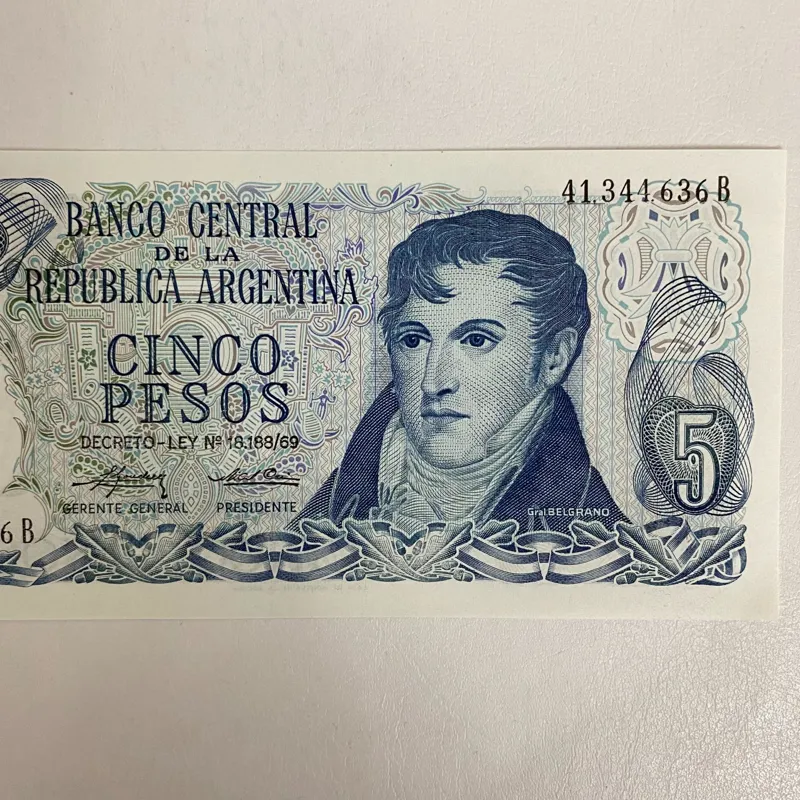 41.344.636 B
BANCO CENTRAL
DE LA
REPUBLICA ARGENTINA
CINCO
PESOS
DECRETO-LEY Nº 18.188/69
GERENTE GENERAL PRESIDENTE
Gral BELGRANO
5
6 B